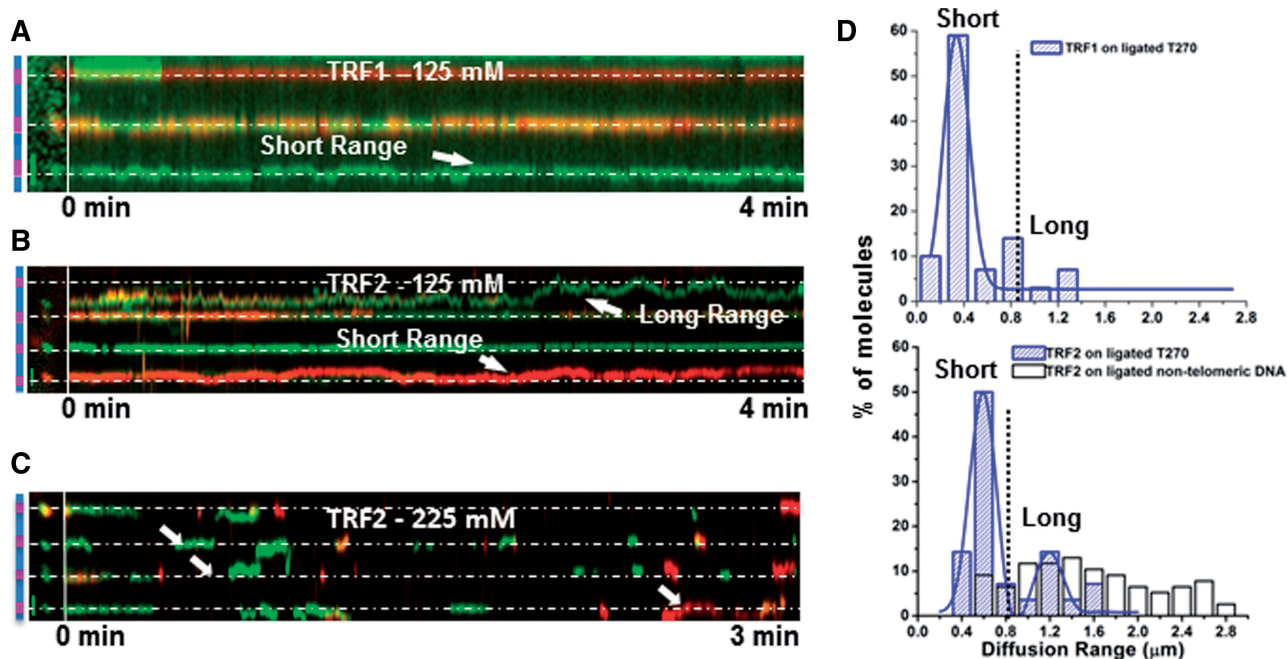 A
TRF1 - 125 mM
Short Range
0 min
4 min
B
TRF2 - 125 mM
Long Range
Short Range
0 min
4 min
C
TRF2 - 225 mM
0 min
3 min
D
% of molecules
60
50
40
30
20
10
0
Short
TRF1 on ligated T270
Long
0.0 0.4 0.8 1.2 1.6 2.0 2.4 2.8
60
50
40
30
20
10
0
TRF2 on ligated T270
TRF2 on ligated non-telomeric DNA
Short
Long
0.0 0.4 0.8 1.2 1.6 2.0 2.4 2.8
Diffusion Range (μm)